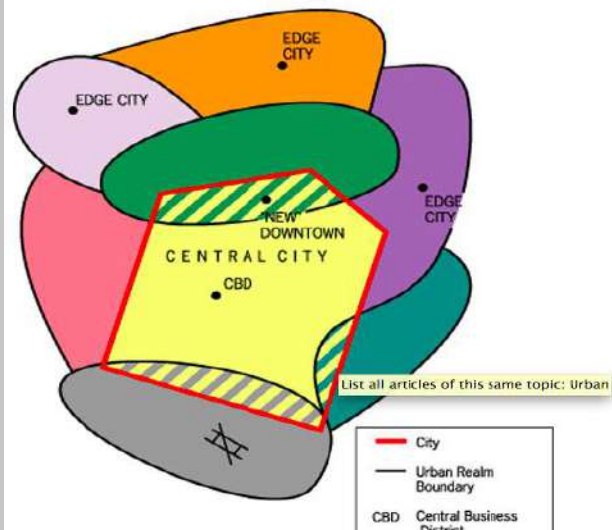 EDGE
CITY
EDGE CITY
EDGE
CITY
"NEW"
DOWNTOWN
CENTRAL CITY
CBD
List all articles of this same topic: Urban
City
Urban Realm
Boundary
CBD Central Business
District